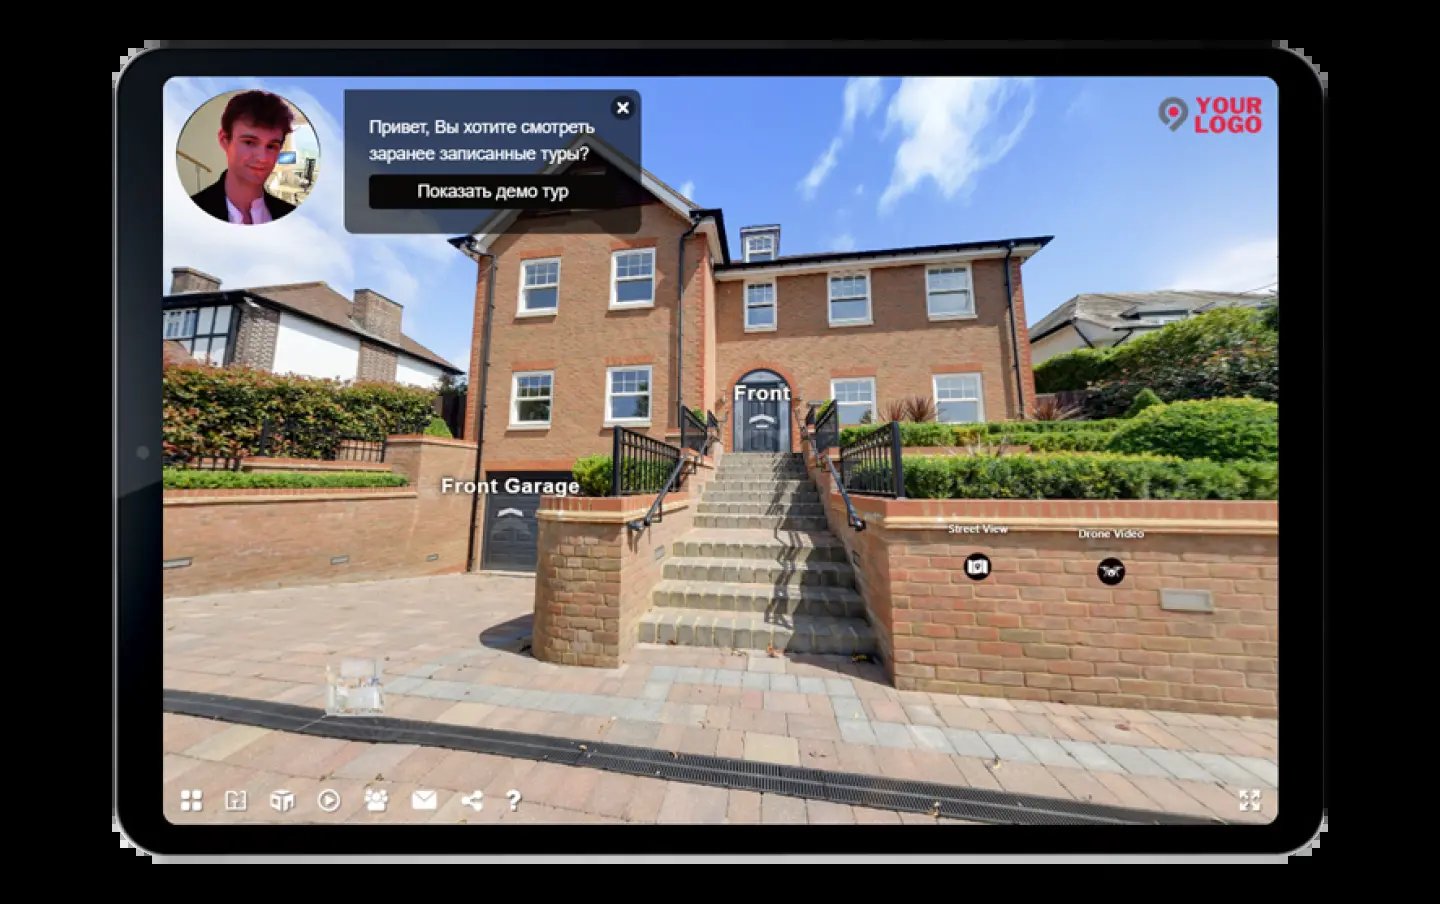 Привет, Вы хотите смотреть
заранее записанные туры?
Показать демо тур
YOUR
LOGO
Front
Front Garage
Street View
Drone Video